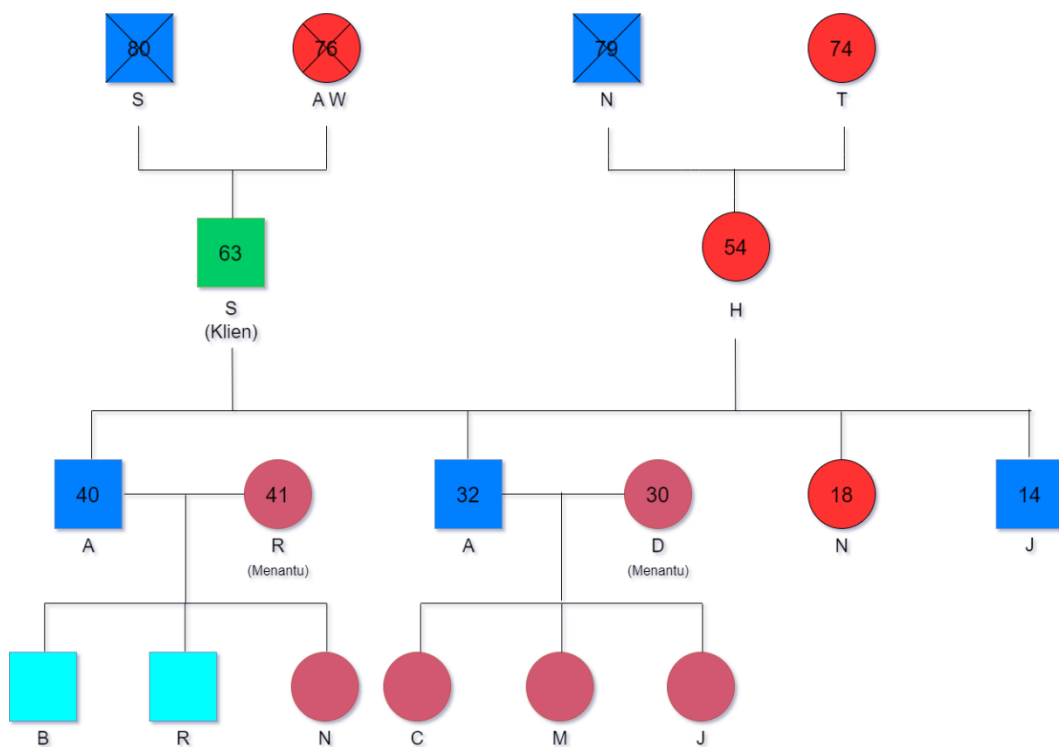 80 76 79 74
S A W N T
63 54
S H
(Klien)
40 41 32 30 18 14
A R A D N J
(Menantu) (Menantu)
B R N C M J